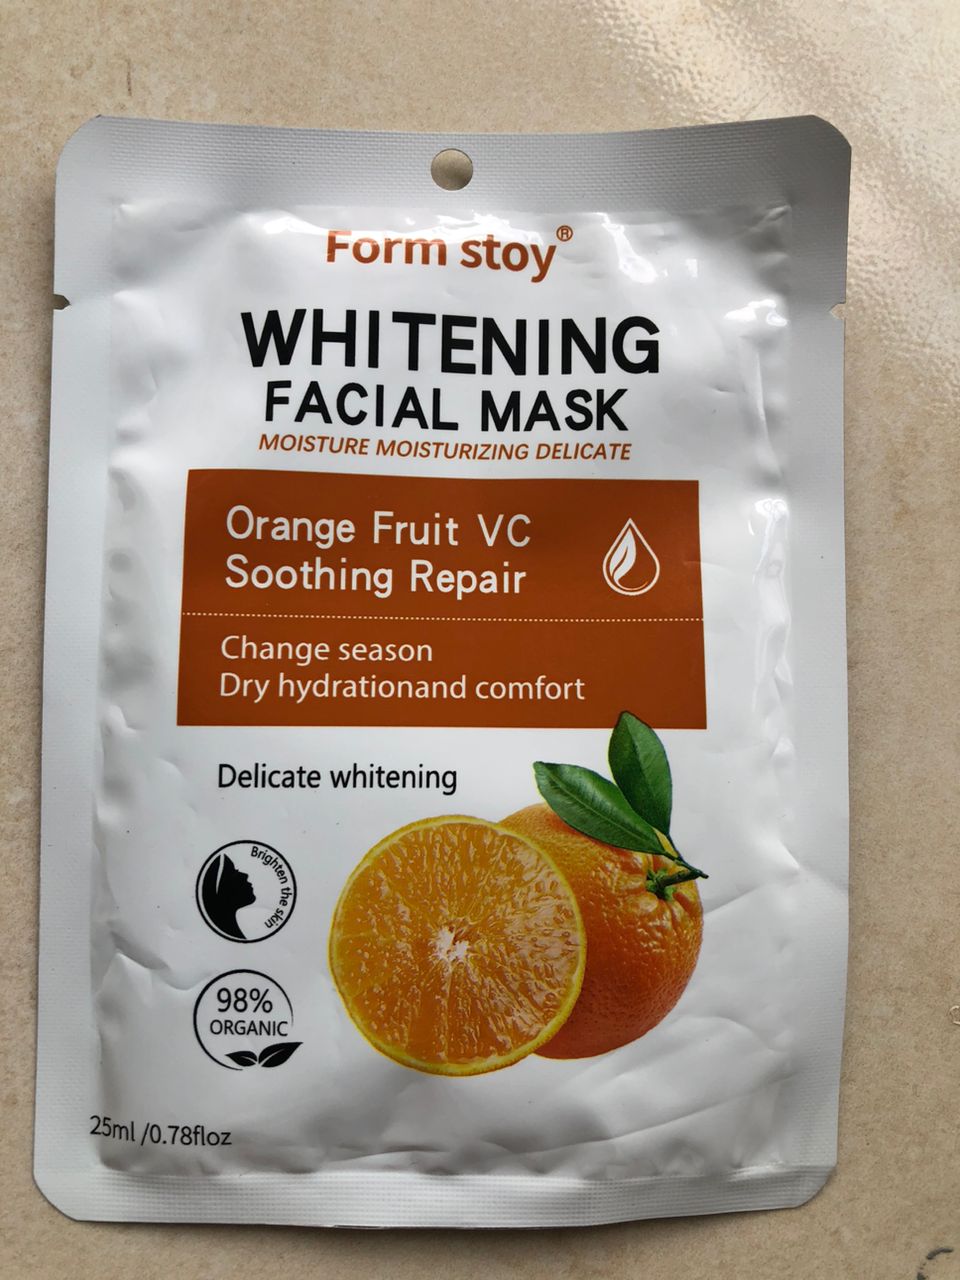 Form stoy®
WHITENING
FACIAL MASK
MOISTURE MOISTURIZING DELICATE
Orange Fruit VC
Soothing Repair
Change season
Dry hydrationand comfort
Delicate whitening
Brighten the skin
98%
ORGANIC
25ml /0.78floz